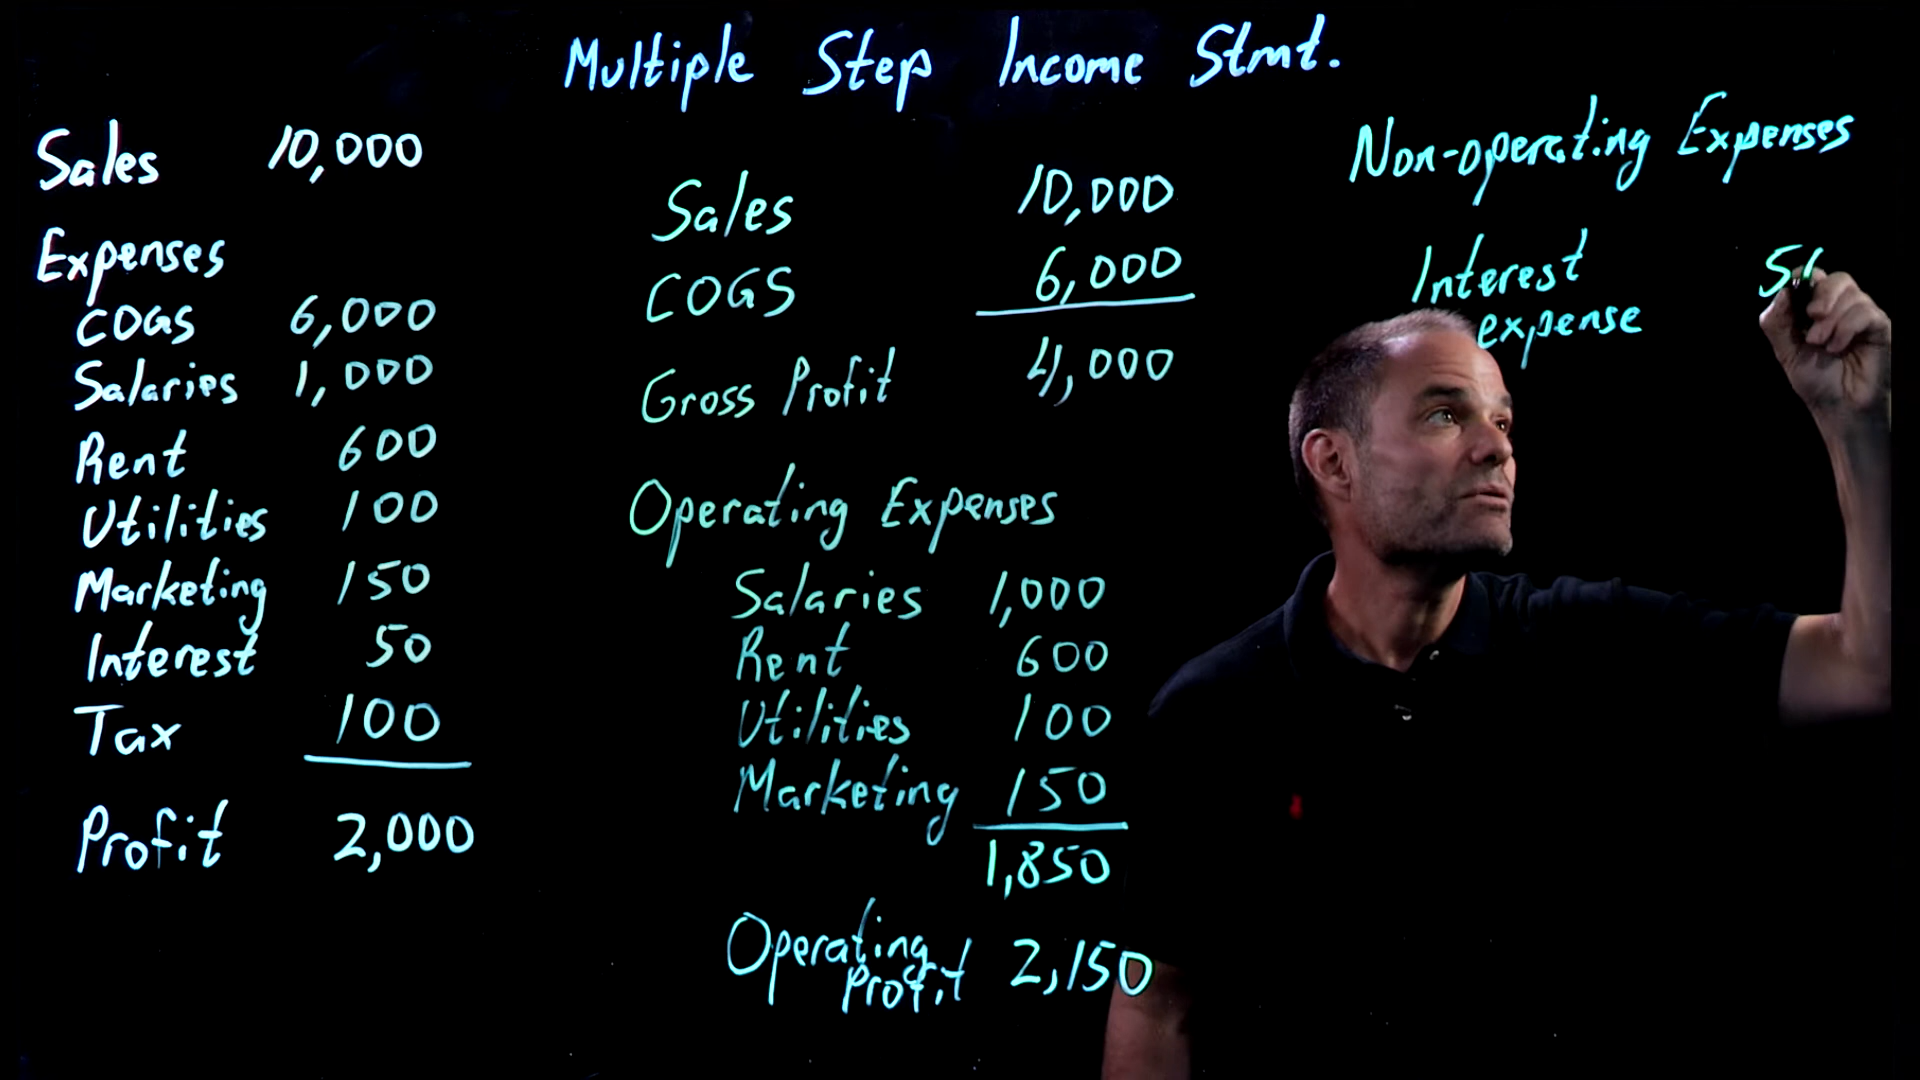 Multiple Step Income Stmt.
Sales 10,000
Expenses
COGS 6,000
Salaries 1,000
Rent 600
Utilities 100
Marketing 150
Interest 50
Tax 100
Profit 2,000
Sales 10,000
COGS 6,000
Gross Profit 4,000
Operating Expenses
Salaries 1,000
Rent 600
Utilities 100
Marketing 150
1,850
Operating
Profit 2,150
Non-operating Expenses
Interest
expense